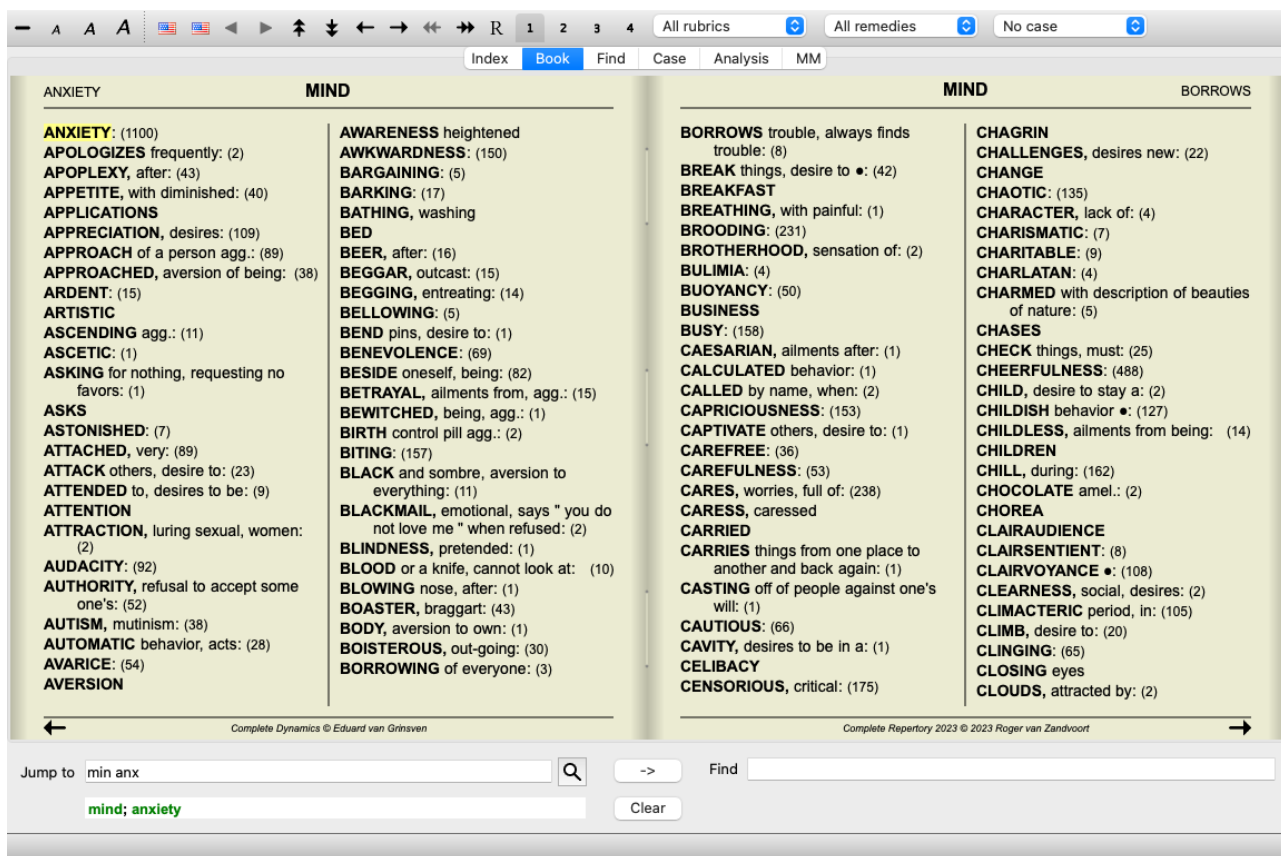 A A A R 1 2 3 4 All rubrics All remedies No case
Index Book Find Case Analysis MM
ANXIETY MIND
ANXIETY: (1100)
APOLOGIZES frequently: (2)
APOPLEXY, after: (43)
APPETITE, with diminished: (40)
APPLICATIONS
APPRECIATION, desires: (109)
APPROACH of a person agg.: (89)
APPROACHED, aversion of being: (38)
ARDENT: (15)
ARTISTIC
ASCENDING agg.: (11)
ASCETIC: (1)
ASKING for nothing, requesting no
favors: (1)
ASKS
ASTONISHED: (7)
ATTACHED, very: (89)
ATTACK others, desire to: (23)
ATTENDED to, desires to be: (9)
ATTENTION
ATTRACTION, luring sexual, women:
(2)
AUDACITY: (92)
AUTHORITY, refusal to accept some
one's: (52)
AUTISM, mutinism: (38)
AUTOMATIC behavior, acts: (28)
AVARICE: (54)
AVERSION
AWARENESS heightened
AWKWARDNESS: (150)
BARGAINING: (5)
BARKING: (17)
BATHING, washing
BED
BEER, after: (16)
BEGGAR, outcast: (15)
BEGGING, entreating: (14)
BELLOWING: (5)
BEND pins, desire to: (1)
BENEVOLENCE: (69)
BESIDE oneself, being: (82)
BETRAYAL, ailments from, agg.: (15)
BEWITCHED, being, agg.: (1)
BIRTH control pill agg.: (2)
BITING: (157)
BLACK and sombre, aversion to
everything: (11)
BLACKMAIL, emotional, says " you do
not love me " when refused: (2)
BLINDNESS, pretended: (1)
BLOOD or a knife, cannot look at: (10)
BLOWING nose, after: (1)
BOASTER, braggart: (43)
BODY, aversion to own: (1)
BOISTEROUS, out-going: (30)
BORROWING of everyone: (3)
Complete Dynamics © Eduard van Grinsven
MIND BORROWS
BORROWS trouble, always finds
trouble: (8)
BREAK things, desire to ●: (42)
BREAKFAST
BREATHING, with painful: (1)
BROODING: (231)
BROTHERHOOD, sensation of: (2)
BULIMIA: (4)
BUOYANCY: (50)
BUSINESS
BUSY: (158)
CAESARIAN, ailments after: (1)
CALCULATED behavior: (1)
CALLED by name, when: (2)
CAPRICIOUSNESS: (153)
CAPTIVATE others, desire to: (1)
CAREFREE: (36)
CAREFULNESS: (53)
CARES, worries, full of: (238)
CARESS, caressed
CARRIED
CARRIES things from one place to
another and back again: (1)
CASTING off of people against one's
will: (1)
CAUTIOUS: (66)
CAVITY, desires to be in a: (1)
CELIBACY
CENSORIOUS, critical: (175)
CHAGRIN
CHALLENGES, desires new: (22)
CHANGE
CHAOTIC: (135)
CHARACTER, lack of: (4)
CHARISMATIC: (7)
CHARITABLE: (9)
CHARLATAN: (4)
CHARMED with description of beauties
of nature: (5)
CHASES
CHECK things, must: (25)
CHEERFULNESS: (488)
CHILD, desire to stay a: (2)
CHILDISH behavior ●: (127)
CHILDLESS, ailments from being: (14)
CHILDREN
CHILL, during: (162)
CHOCOLATE amel.: (2)
CHOREA
CLAIRAUDIENCE
CLAIRSENTIENT: (8)
CLAIRVOYANCE ●: (108)
CLEARNESS, social, desires: (2)
CLIMACTERIC period, in: (105)
CLIMB, desire to: (20)
CLINGING: (65)
CLOSING eyes
CLOUDS, attracted by: (2)
Complete Repertory 2023 © 2023 Roger van Zandvoort
Jump to min anx -> Find
mind; anxiety Clear